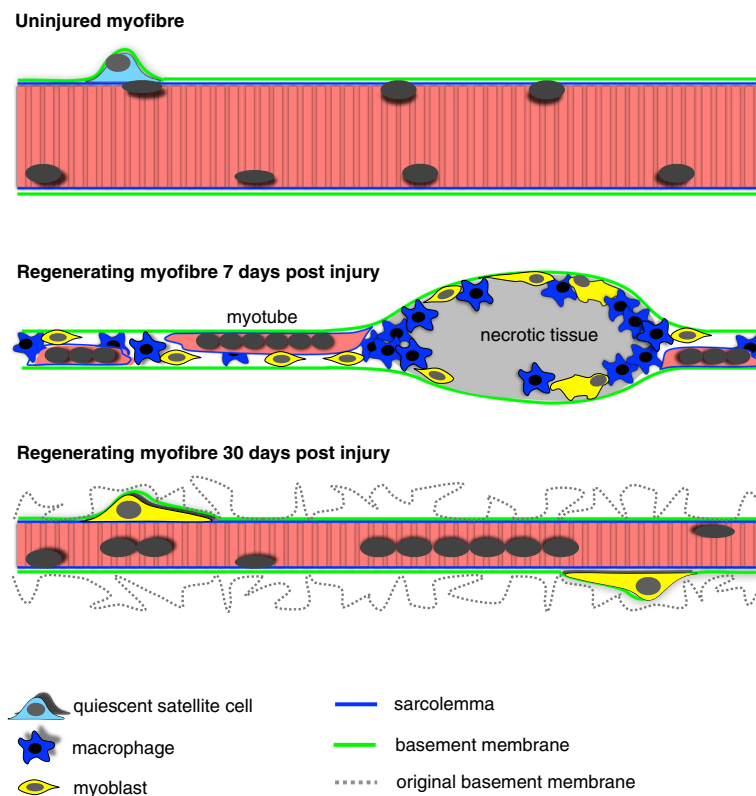 Uninjured myofibre
Regenerating myofibre 7 days post injury
myotube
necrotic tissue
Regenerating myofibre 30 days post injury
quiescent satellite cell
sarcolemma
macrophage
basement membrane
myoblast
original basement membrane